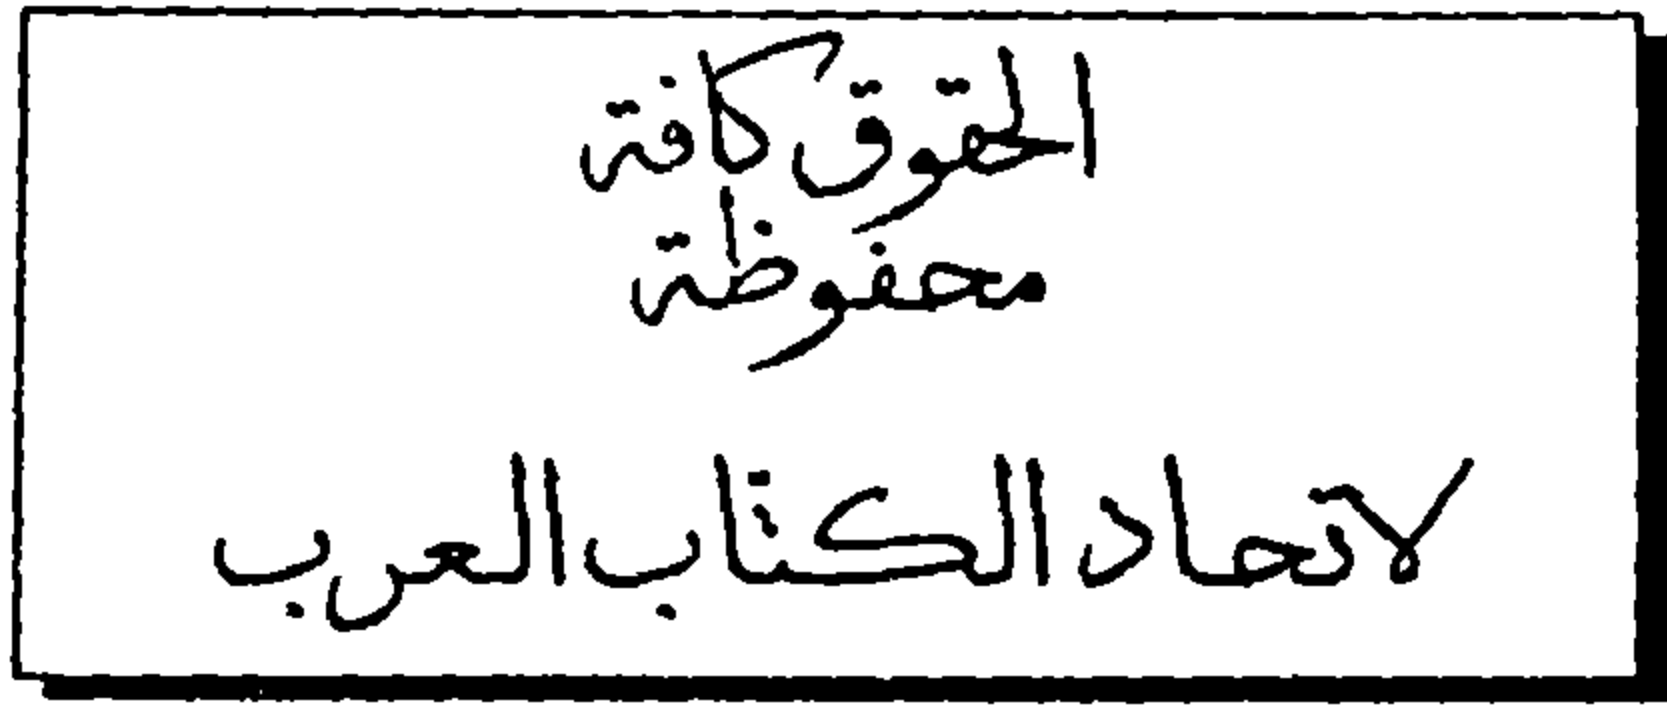 الحقوق كافة
محفوظة
لاتحاد الكتاب العرب